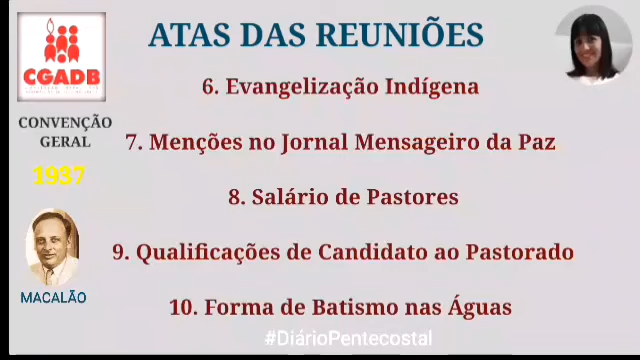 ATAS DAS REUNIÕES
CGADB
CONVENÇÃO
GERAL
1937
MACALÃO
6. Evangelização Indígena
7. Menções no Jornal Mensageiro da Paz
8. Salário de Pastores
9. Qualificações de Candidato ao Pastorado
10. Forma de Batismo nas Águas
#DiárioPentecostal